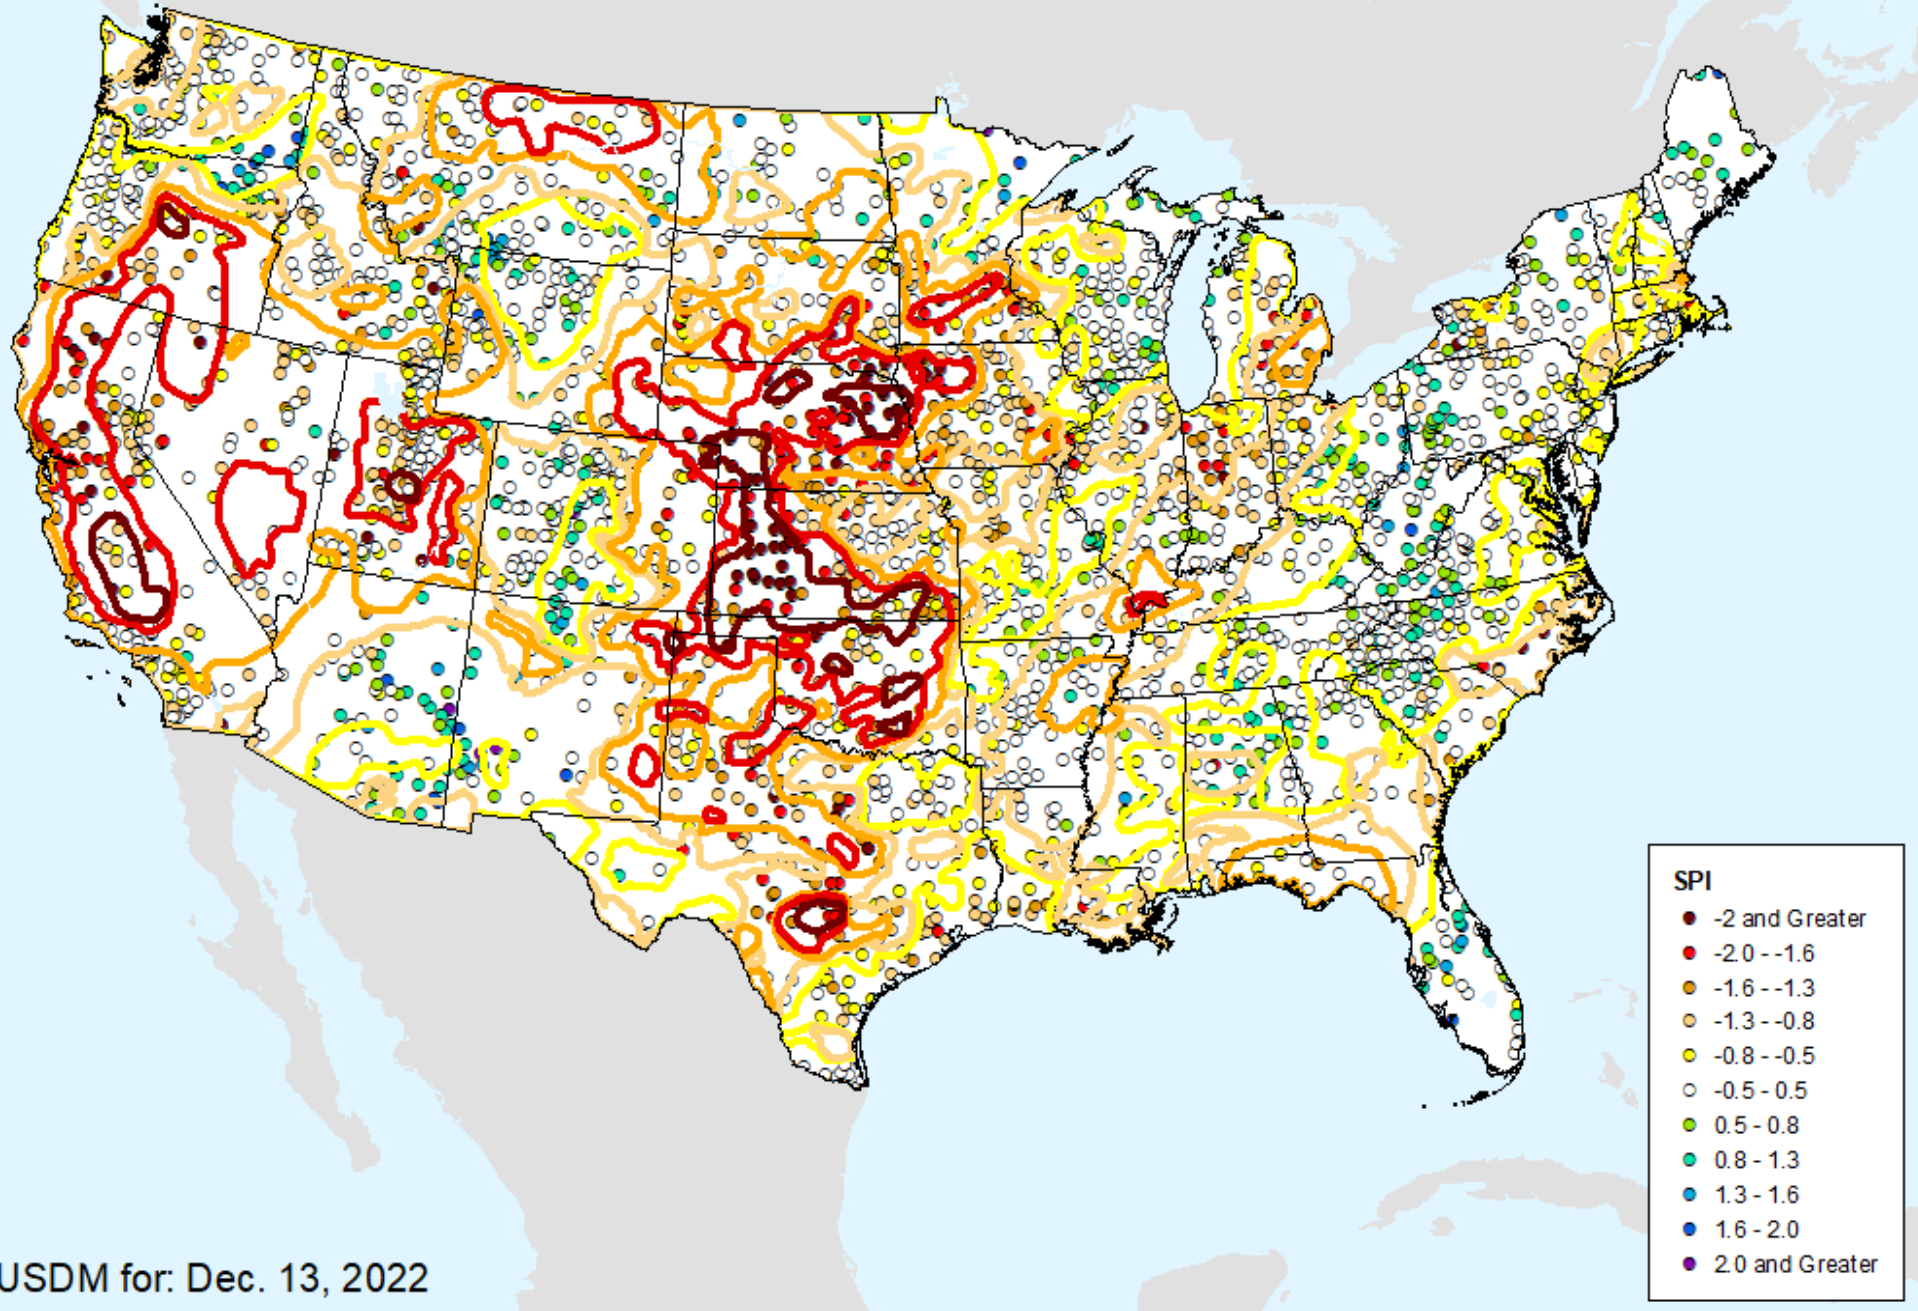 SPI
-2 and Greater
-2.0 - -1.6
-1.6 - -1.3
-1.3 - -0.8
-0.8 - -0.5
-0.5 - 0.5
0.5 - 0.8
0.8 - 1.3
1.3 - 1.6
1.6 - 2.0
2.0 and Greater
USDM for: Dec. 13, 2022